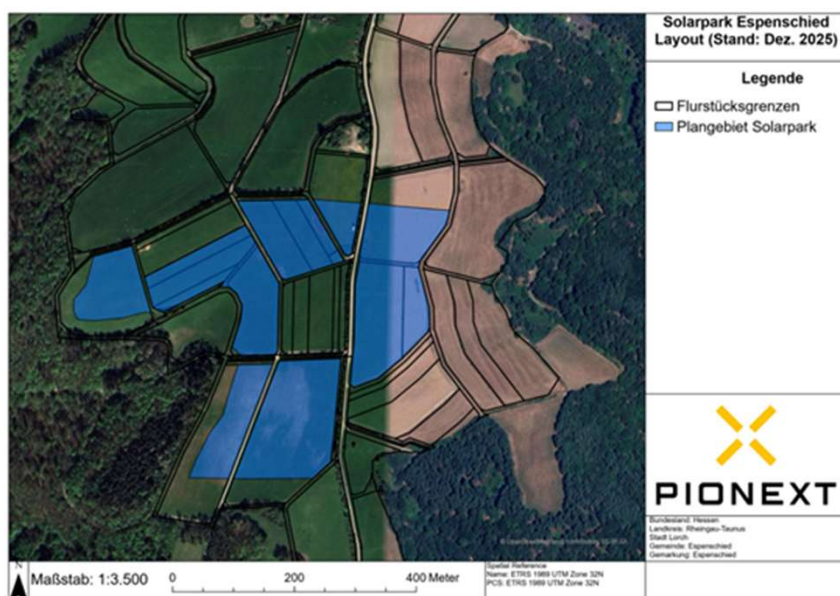 Solarpark Espenschied
Layout (Stand: Dez. 2025)
Legende
Flurstücksgrenzen
Plangebiet Solarpark
PIONEXT
Bundesland: Hessen
Landkreis: Rheingau-Taunus
Stadt Lorch
Gemeinde: Espenschied
Gemarkung: Espenschied
N
Maßstab: 1:3.500
0 200 400 Meter
Spatial Reference
Name: ETRS 1989 UTM Zone 32N
PCS: ETRS 1989 UTM Zone 32N